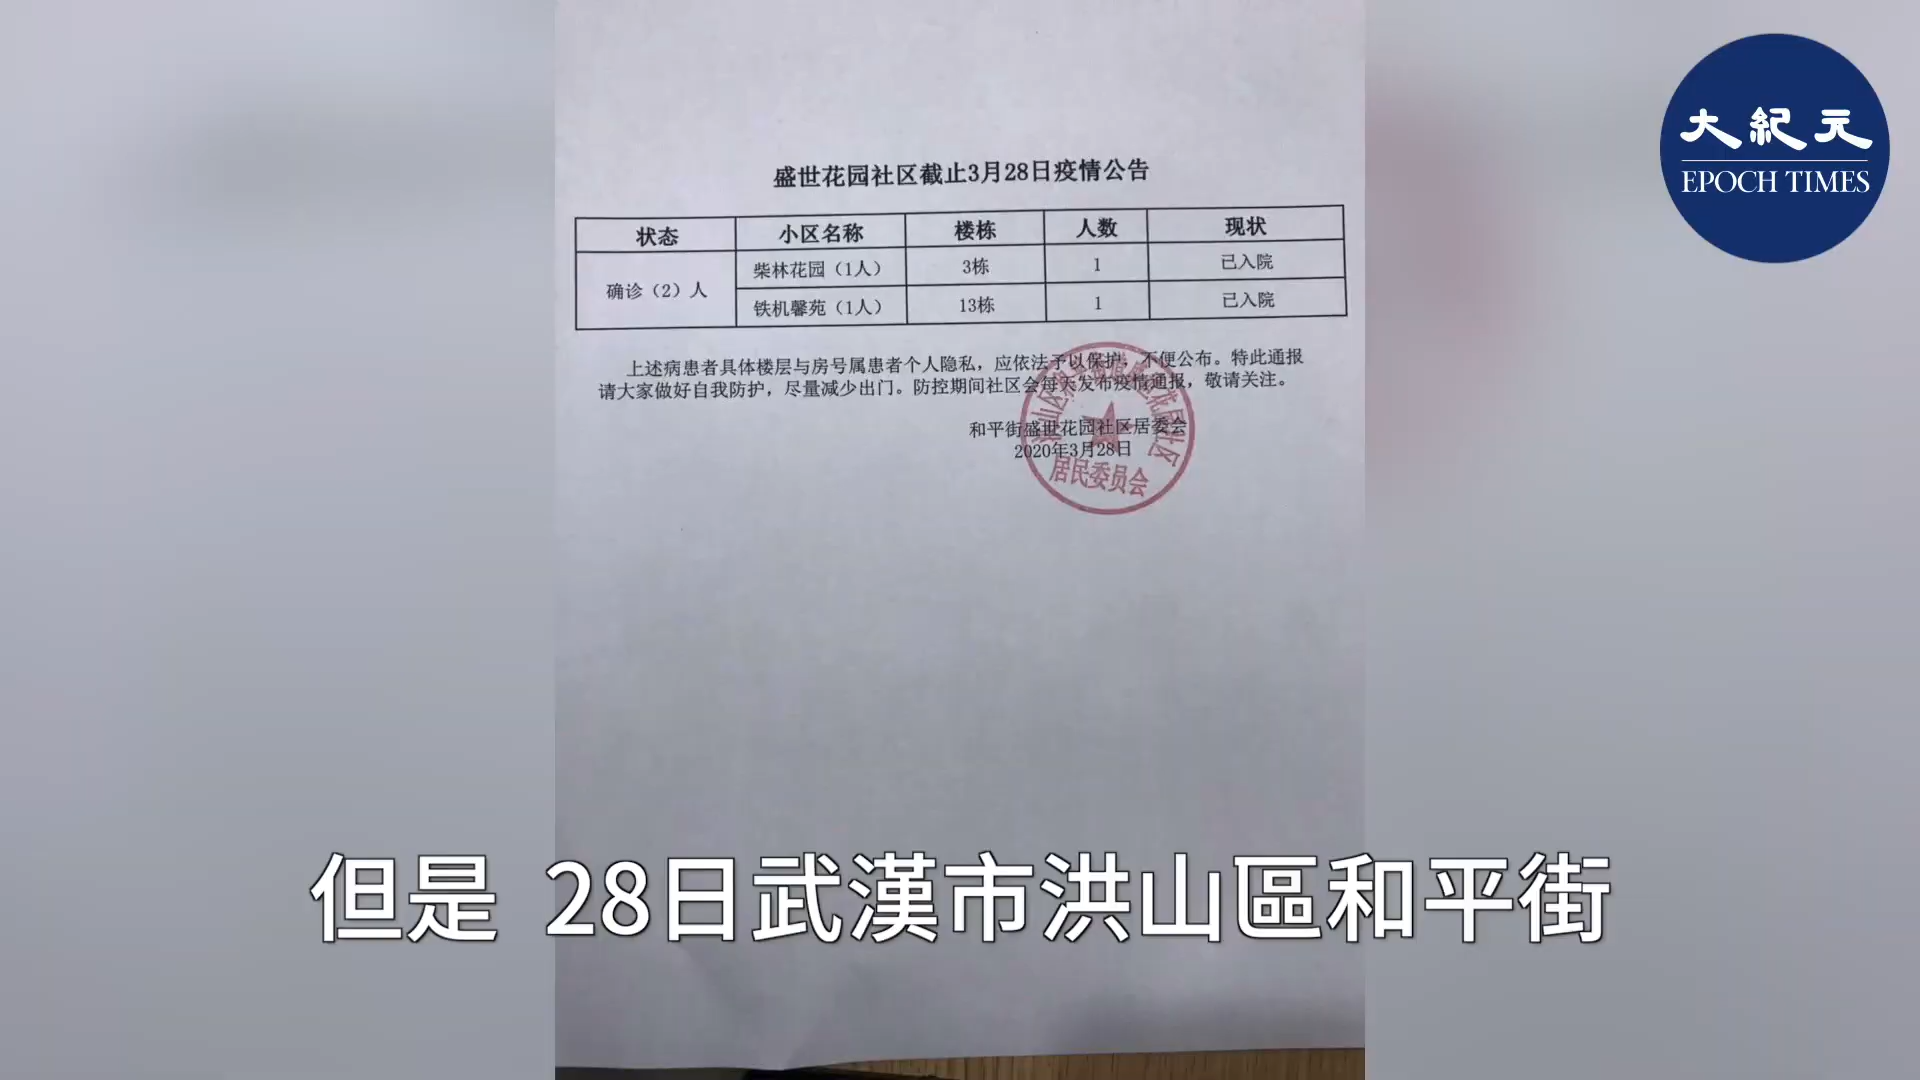 大紀元
EPOCH TIMES
盛世花园社区截止3月28日疫情公告
状态 小区名称 楼栋 人数 现状
确诊（2）人 柴林花园（1人） 3栋 1 已入院
铁机馨苑（1人） 13栋 1 已入院
上述病患者具体楼层与房号属患者个人隐私，应依法予以保护，不便公布。特此通报
请大家做好自我防护，尽量减少出门。防控期间社区会每天发布疫情通报，敬请关注。
和平街盛世花园社区居委会
2020年3月28日
居民委员会
但是 28日武漢市洪山區和平街